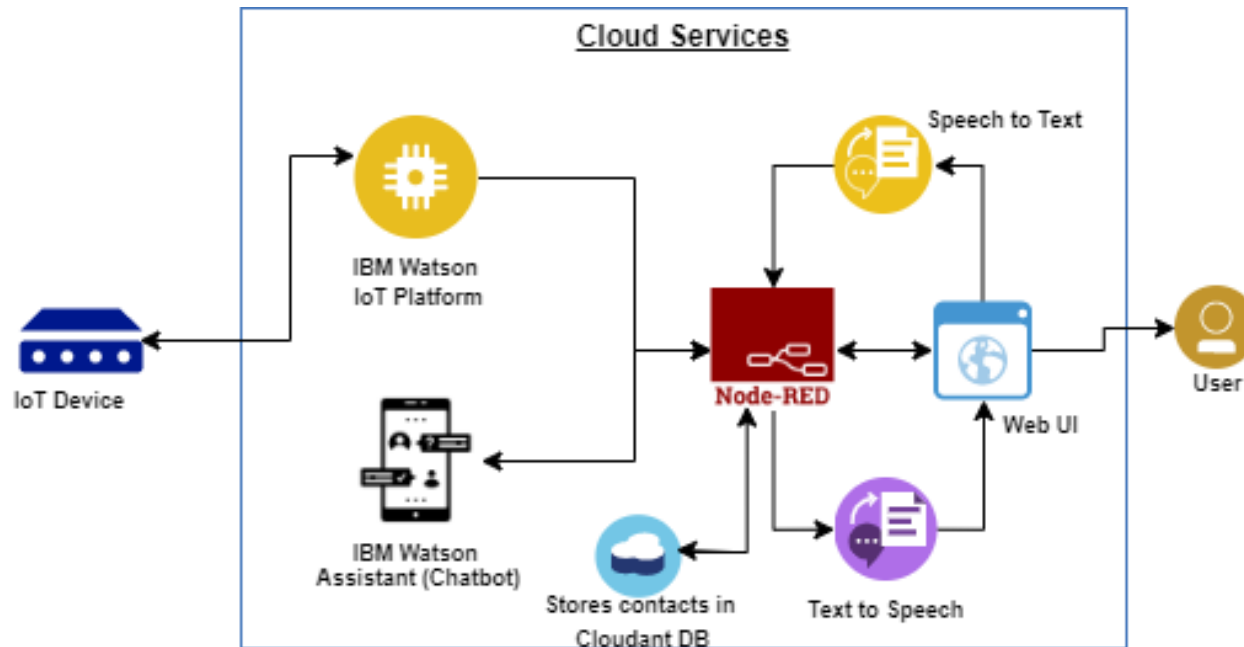 Cloud Services
Speech to Text
IBM Watson
IoT Platform
Node-RED
IoT Device
User
Web UI
IBM Watson
Assistant (Chatbot)
Stores contacts in
Cloudant DB
Text to Speech